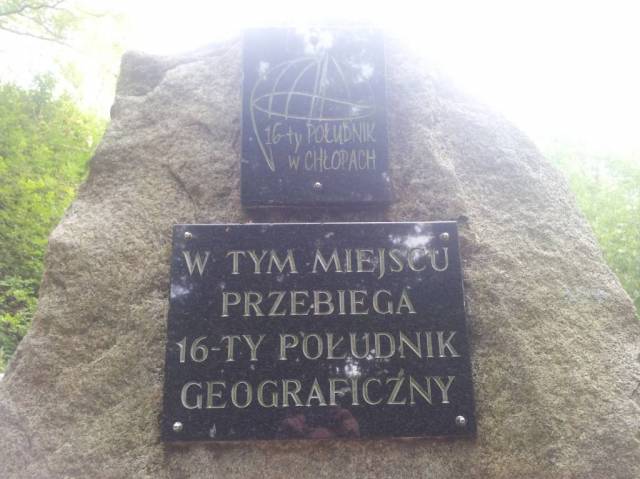 16-ty POŁUDNIK
w CHŁOPACH
W TYM MIEJSCU
PRZEBIEGA
16-TY POŁUDNIK
GEOGRAFICZNY